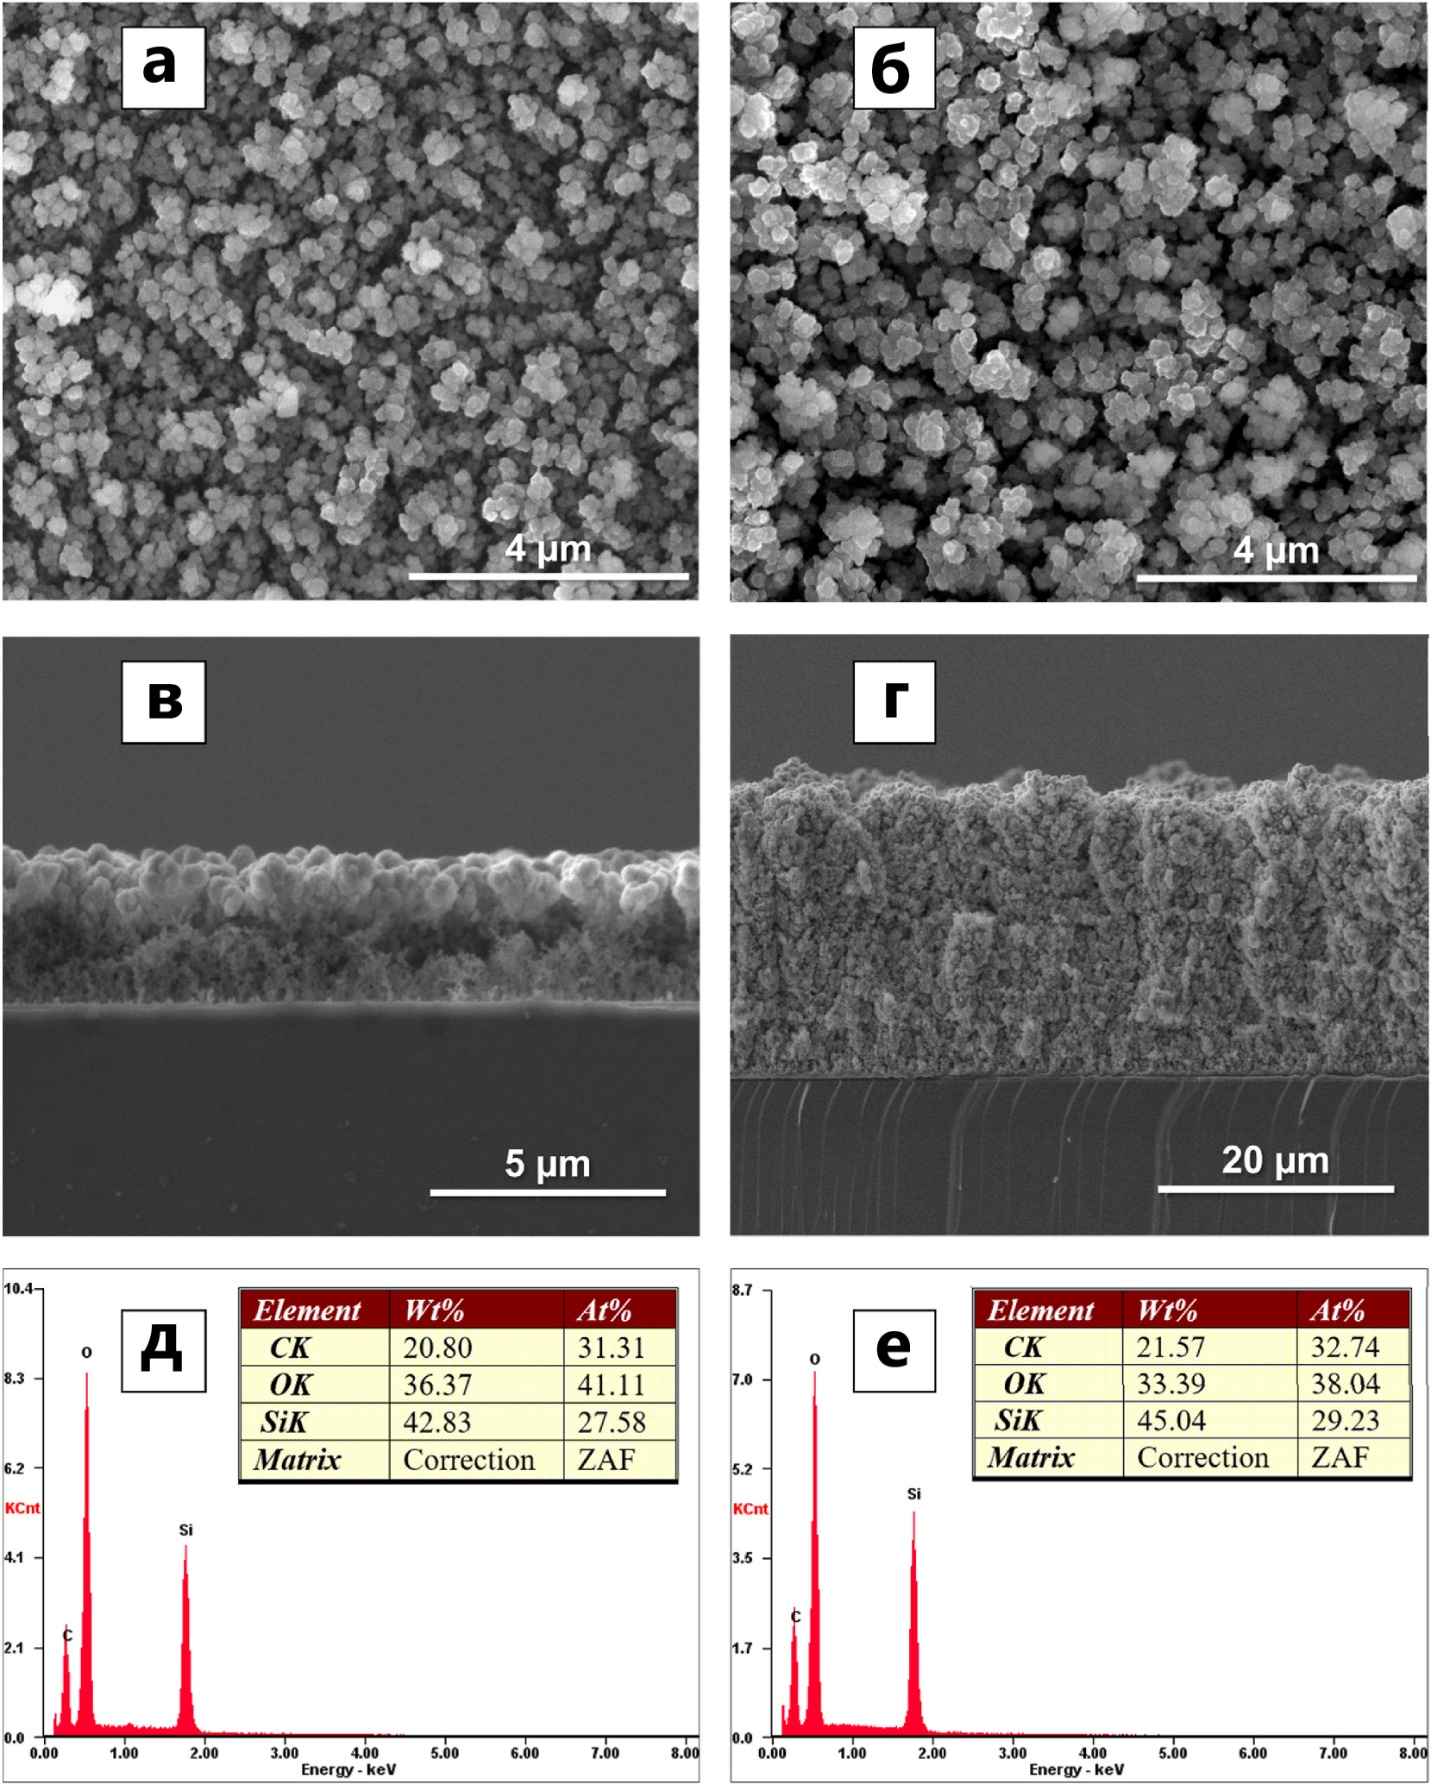 а
б
4 µm
4 µm
в
г
5 µm
20 µm
д
10.4
8.3
6.2
KCnt
4.1
2.1
0.0
O
C
Si
Element Wt% At%
CK 20.80 31.31
OK 36.37 41.11
SiK 42.83 27.58
Matrix Correction ZAF
0.00 1.00 2.00 3.00 4.00 5.00 6.00 7.00 8.00
Energy - keV
е
8.7
7.0
5.2
KCnt
3.5
1.7
0.0
O
C
Si
Element Wt% At%
CK 21.57 32.74
OK 33.39 38.04
SiK 45.04 29.23
Matrix Correction ZAF
0.00 1.00 2.00 3.00 4.00 5.00 6.00 7.00 8.00
Energy - keV